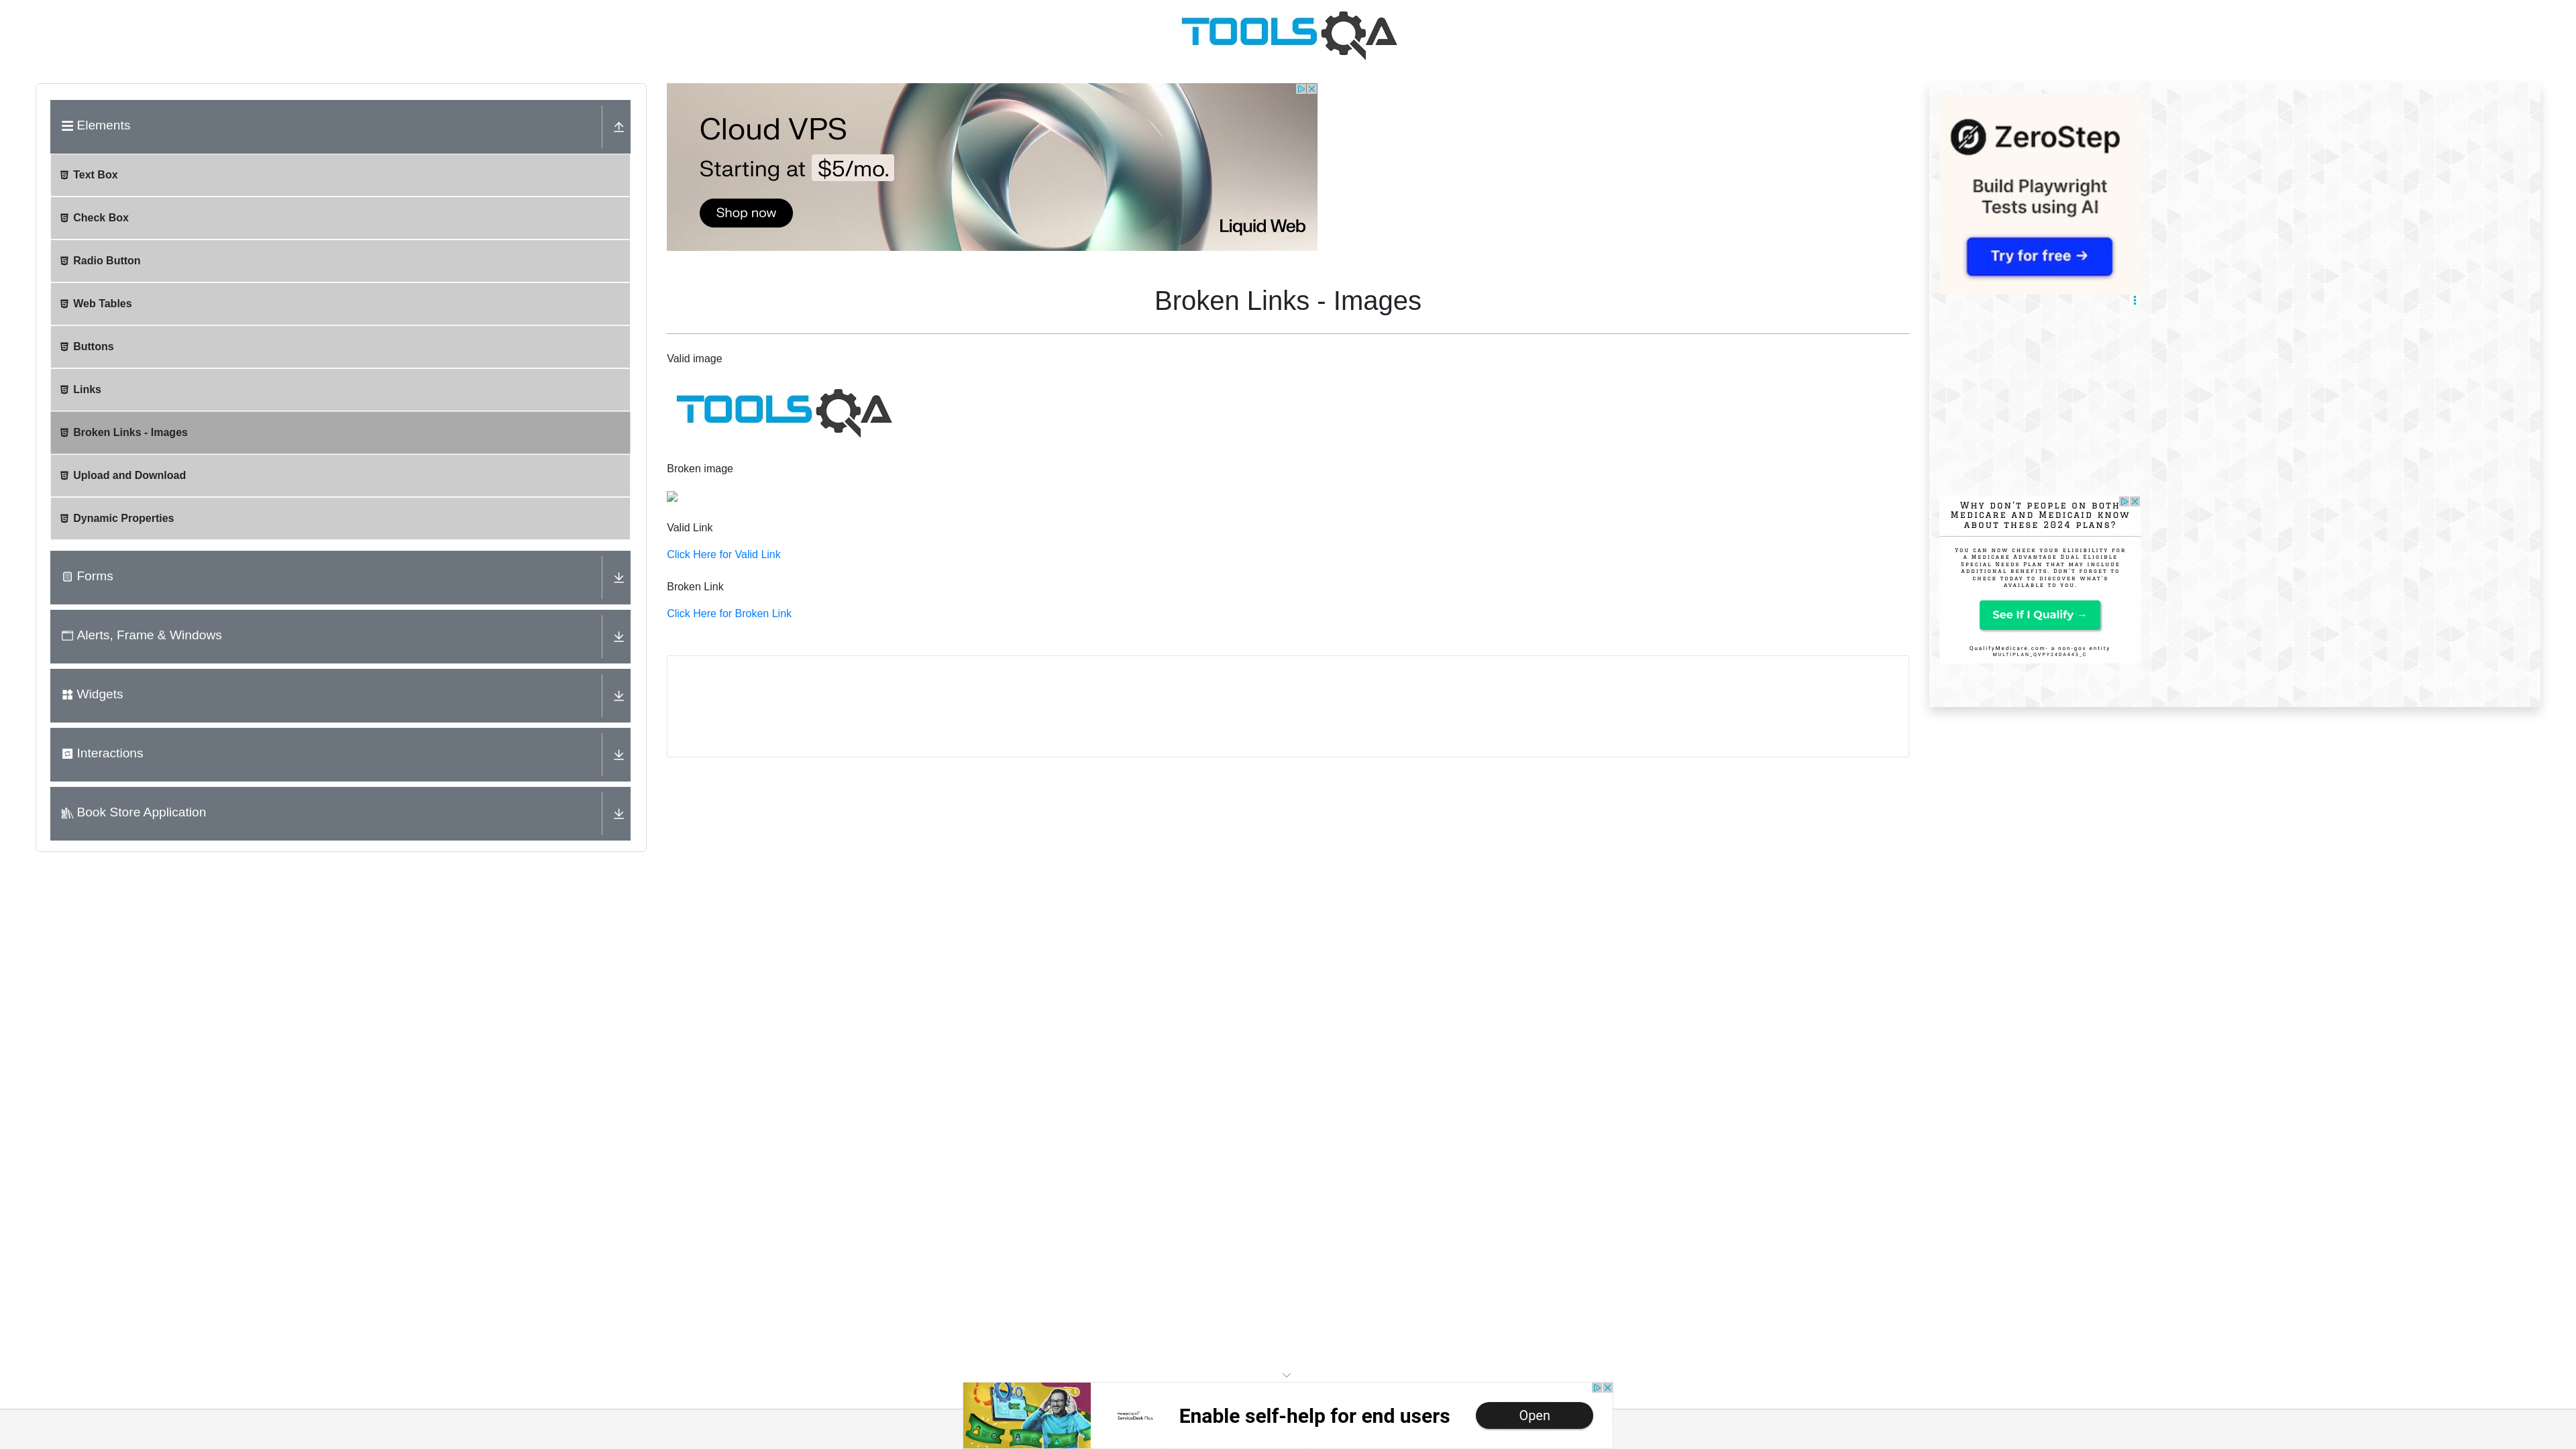 TOOLSQA
Elements
Text Box
Check Box
Radio Button
Web Tables
Buttons
Links
Broken Links - Images
Upload and Download
Dynamic Properties
Forms
Alerts, Frame & Windows
Widgets
Interactions
Book Store Application
Cloud VPS
Starting at $5/mo.
Shop now
Liquid Web
Broken Links - Images
Valid image
TOOLSQA
Broken image
Valid Link
Click Here for Valid Link
Broken Link
Click Here for Broken Link
ZeroStep
Build Playwright
Tests using AI
Try for free →
Why don't people on both
Medicare and Medicaid know
about these 2024 plans?
You can now check your eligibility for
a Medicare Advantage Dual Eligible
Special Needs Plan that may include
additional benefits. Don't forget to
check today to discover what's
available to you.
See If I Qualify →
QualifyMedicare.com- a non-gov entity
ServiceDesk Plus
Enable self-help for end users
Open